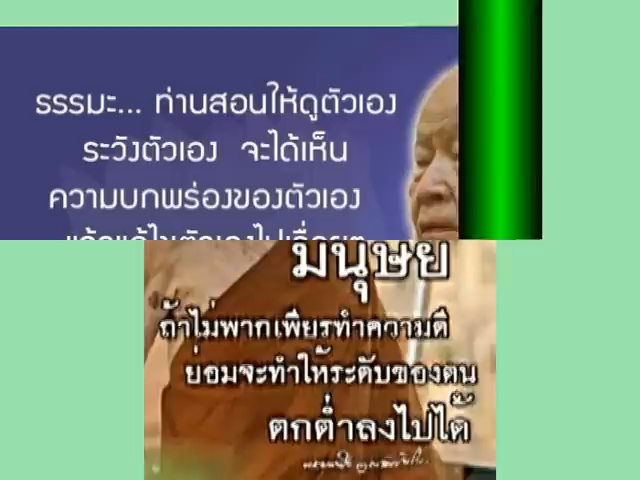 ธรรมะ... ท่านสอนให้ดูตัวเอง
ระวังตัวเอง จะได้เห็น
ความบกพร่องของตัวเอง
มนุษย์
ถ้าไม่พากเพียรทำความดี
ย่อมจะทำให้ระดับของตน
ตกต่ำลงไปได้